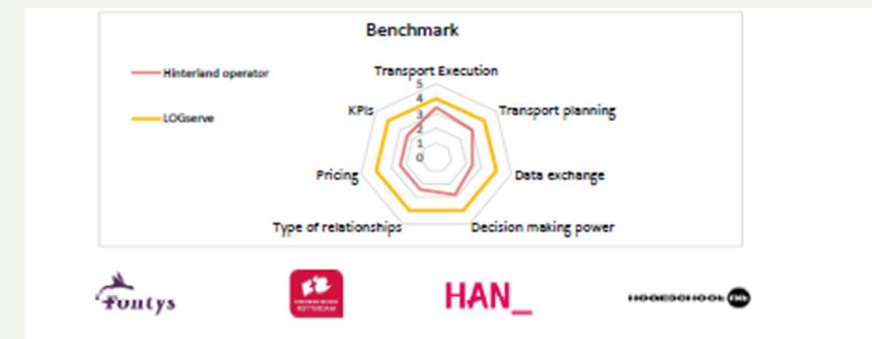 Benchmark
Hinterland operator
LOGserve
Transport Execution
5
4
3
2
1
0
KPIs
Transport planning
Pricing
Data exchange
Type of relationships
Decision making power
Fontys
ROTTERDAM
HAN_
HOGESCHOOL